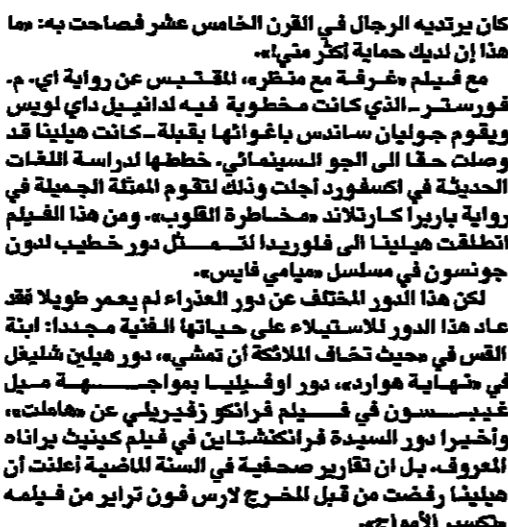 كان يرتديه الرجال في القرن الخامس عشر فصاحت به: «ما
هذا إن لديك حماية أكثر مني!».
مع فيلم «غرفة مع منظر»، المقتبس عن رواية اي. م.
فورستر ـ الذي كانت مخطوبة فيه لدانييل داي لويس
ويقوم جوليان ساندس باغوائها بقبلة ـ كانت هيلينا قد
وصلت حقا الى الجو السينمائي. خططها لدراسة اللغات
الحديثة في اكسفورد أجلت وذلك لتقوم الممثلة الجميلة في
رواية باربرا كارتلاند «مخاطرة القلوب». ومن هذا الفيلم
انطلقت هيلينا الى فلوريدا لتمثل دور خطيب لدون
جونسون في مسلسل «ميامي فايس».
لكن هذا الدور المختلف عن دور العذراء لم يعمر طويلا فقد
عاد هذا الدور للاستيلاء على حياتها الفنية مجددا: ابنة
القس في «حيث تخاف الملائكة أن تمشي»، دور هيلين شليغل
في «نهاية هوارد»، دور اوفيليا بمواجهة ميل
غيبسون في فيلم فرانكو زفيريلي عن «هاملت»،
وأخيرا دور السيدة فرانكنشتاين في فيلم كينيث براناه
المعروف. بل ان تقارير صحفية في السنة الماضية أعلنت أن
هيلينا رفضت من قبل المخرج لارس فون تراير من فيلمه
«تكسر الأمواج».